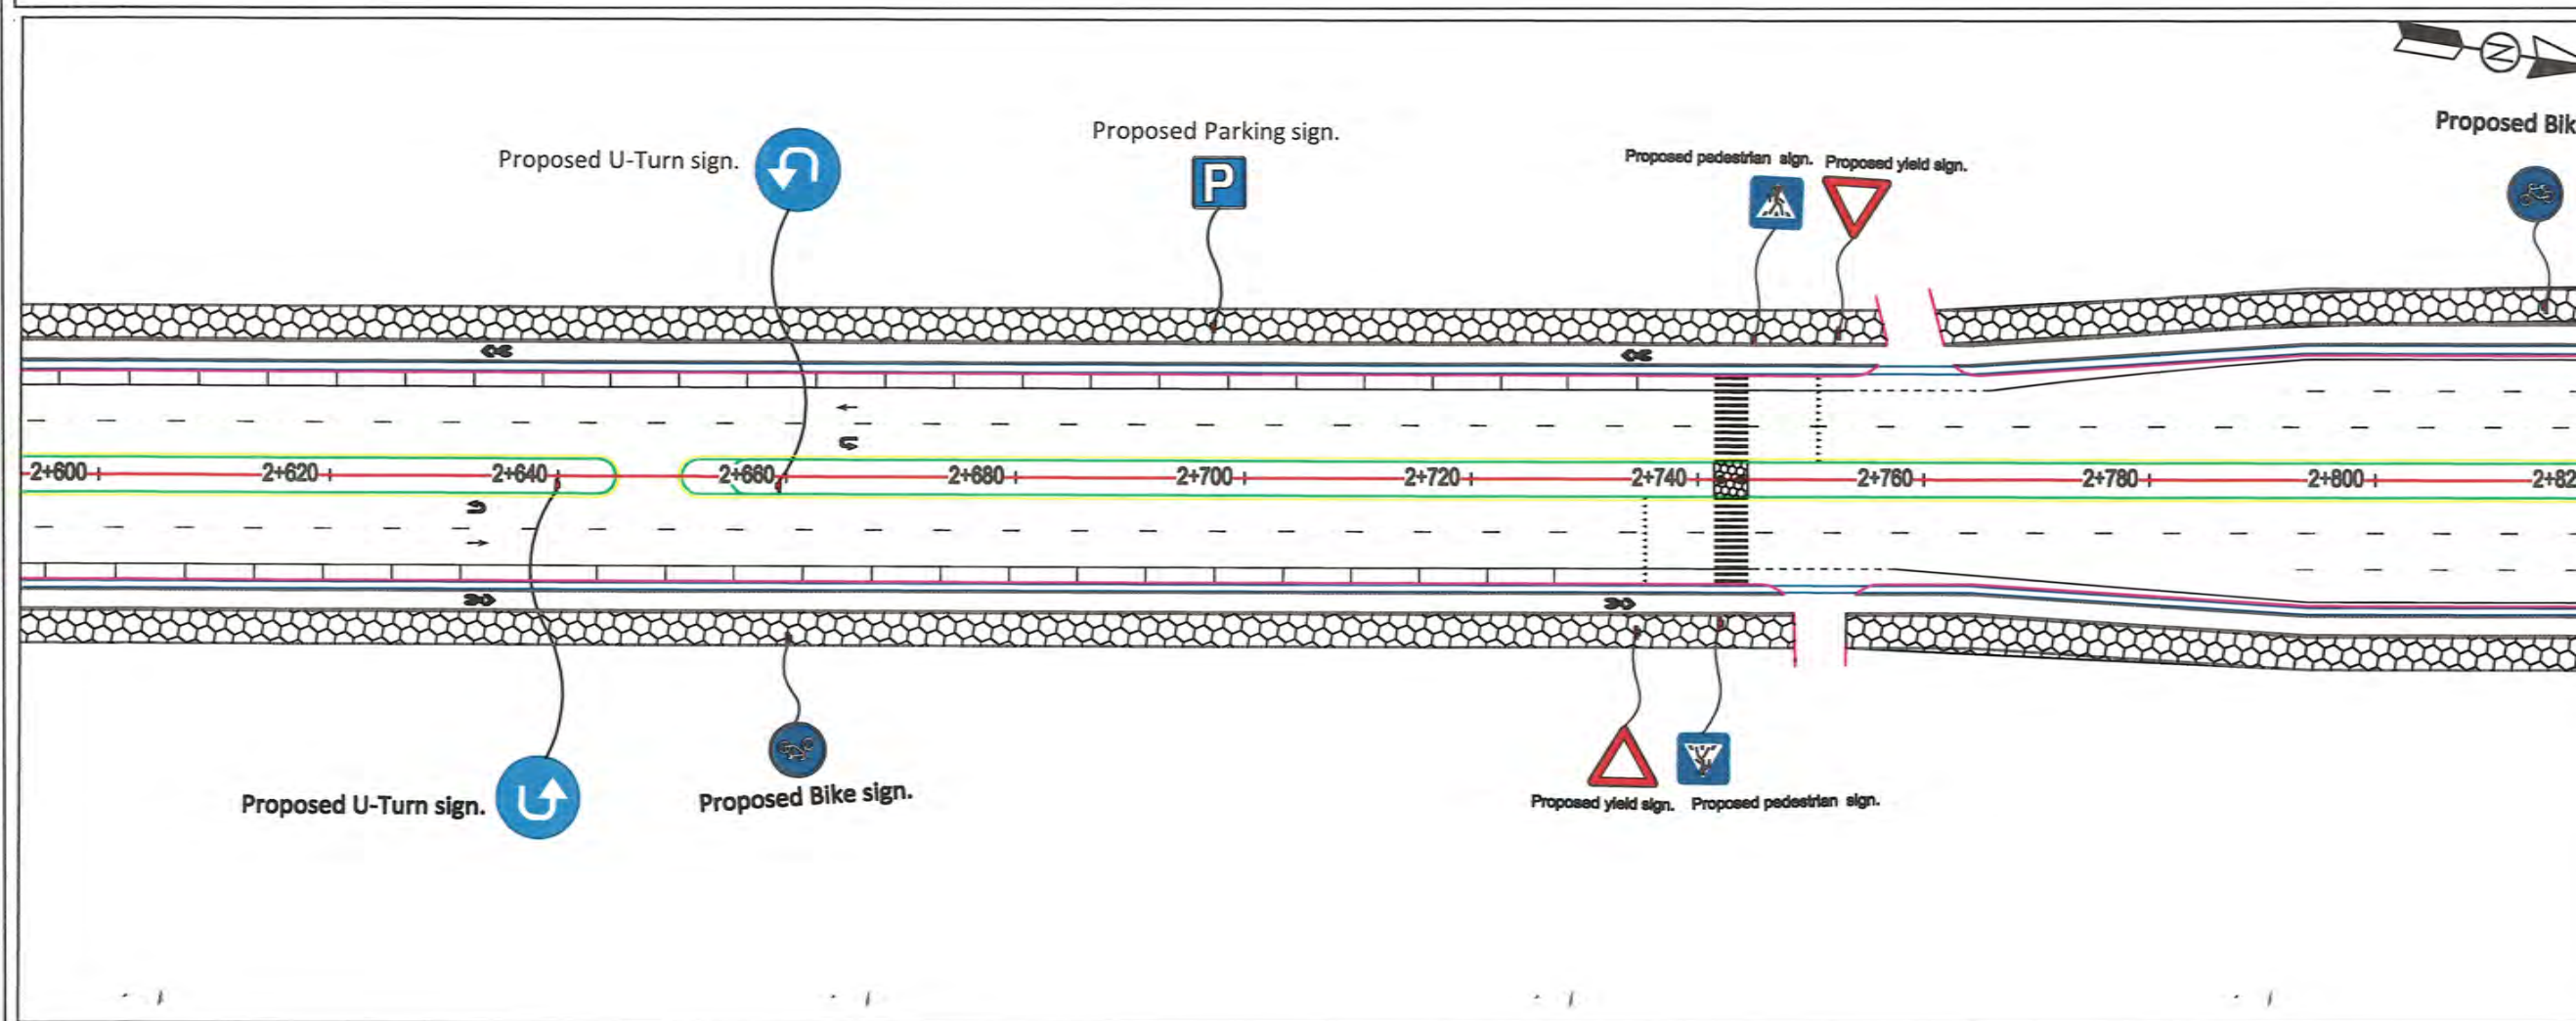 N
Proposed Bik
Proposed U-Turn sign.
Proposed Parking sign.
P
Proposed pedestrian sign.
Proposed yield sign.
2+600
2+620
2+640
2+660
2+680
2+700
2+720
2+740
2+760
2+780
2+800
2+82
Proposed U-Turn sign.
Proposed Bike sign.
Proposed yield sign.
Proposed pedestrian sign.